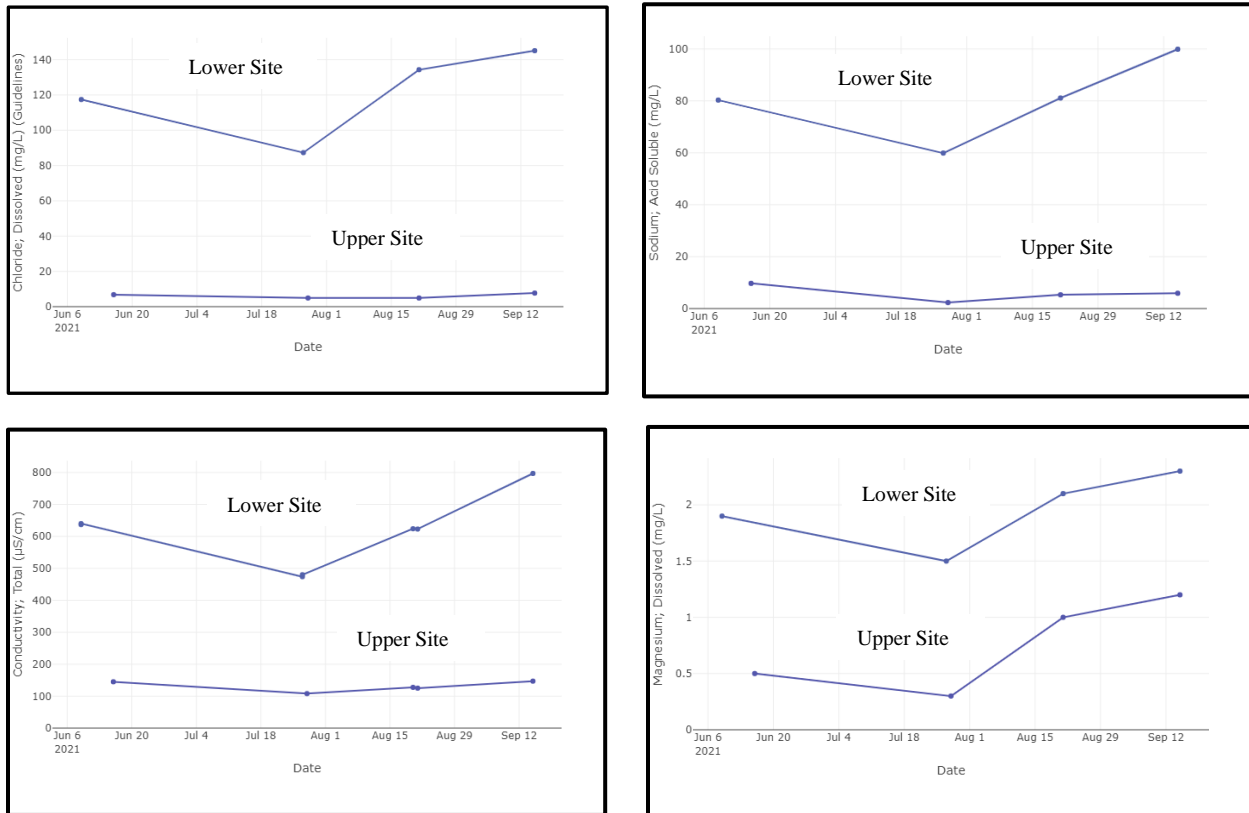 Chloride; Dissolved (mg/L) (Guidelines)
140
120
100
80
60
40
20
0
Lower Site
Upper Site
Jun 6 Jun 20 Jul 4 Jul 18 Aug 1 Aug 15 Aug 29 Sep 12
2021
Date
Sodium; Acid Soluble (mg/L)
100
80
60
40
20
0
Lower Site
Upper Site
Jun 6 Jun 20 Jul 4 Jul 18 Aug 1 Aug 15 Aug 29 Sep 12
2021
Date
Conductivity; Total (µS/cm)
800
700
600
500
400
300
200
100
0
Lower Site
Upper Site
Jun 6 Jun 20 Jul 4 Jul 18 Aug 1 Aug 15 Aug 29 Sep 12
2021
Date
Magnesium; Dissolved (mg/L)
2
1.5
1
0.5
0
Lower Site
Upper Site
Jun 6 Jun 20 Jul 4 Jul 18 Aug 1 Aug 15 Aug 29 Sep 12
2021
Date